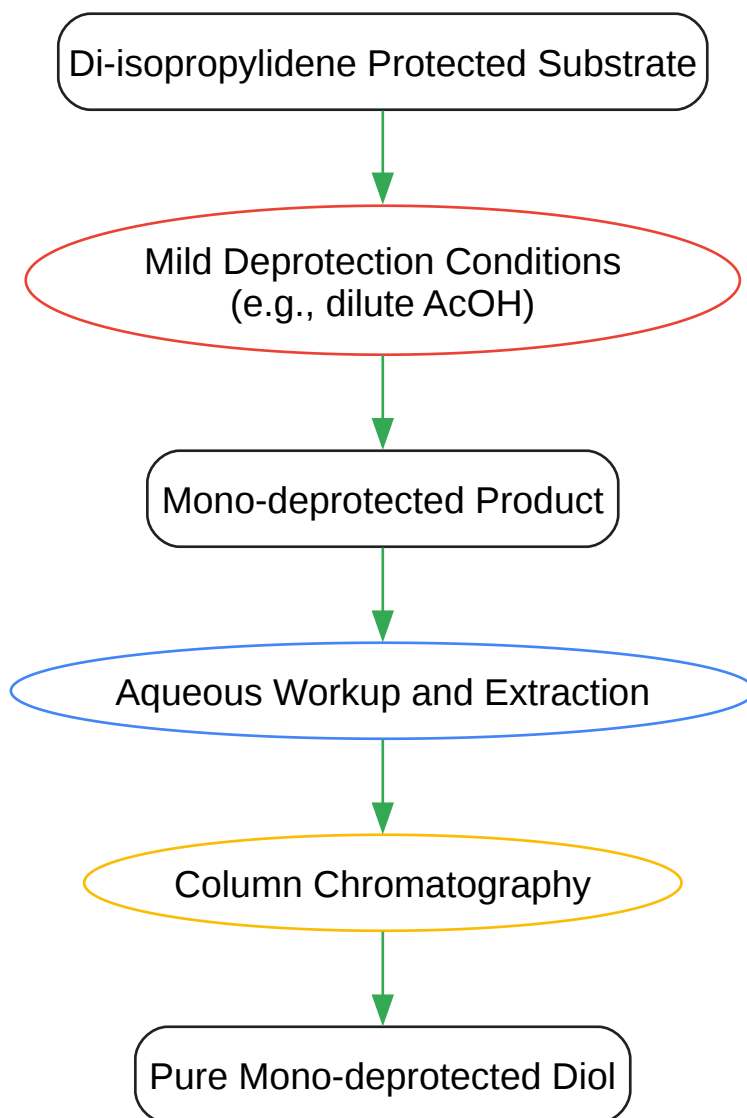 Di-isopropylidene Protected Substrate
Mild Deprotection Conditions
(e.g., dilute AcOH)
Mono-deprotected Product
Aqueous Workup and Extraction
Column Chromatography
Pure Mono-deprotected Diol